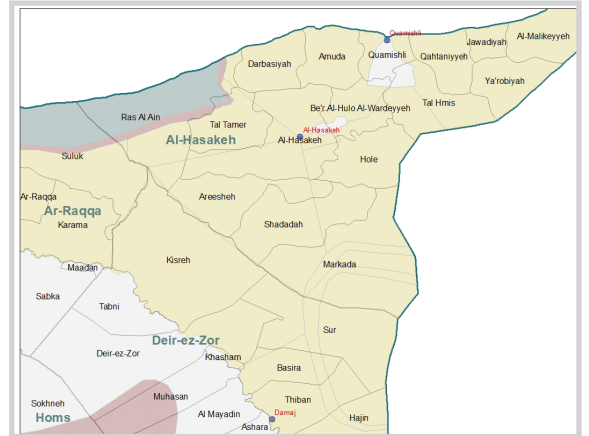 Quamishli
Jawadiyah
Al-Malikeyyeh
Amuda
Quamishli
Qahtaniyyeh
Darbasiyah
Ya'robiyah
Be'r Al-Hulo Al-Wardeyyeh
Tal Hmis
Ras Al Ain
Tal Tamer
Al-Hasakeh
Al-Hasakeh
Al-Hasakeh
Suluk
Hole
Ar-Raqqa
Areesheh
Ar-Raqqa
Karama
Shadadah
Kisreh
Markada
Maadan
Sabka
Tabni
Sur
Deir-ez-Zor
Deir-ez-Zor
Khasham
Basira
Sokhneh
Muhasan
Thiban
Homs
Al Mayadin
Darnaj
Hajin
Ashara